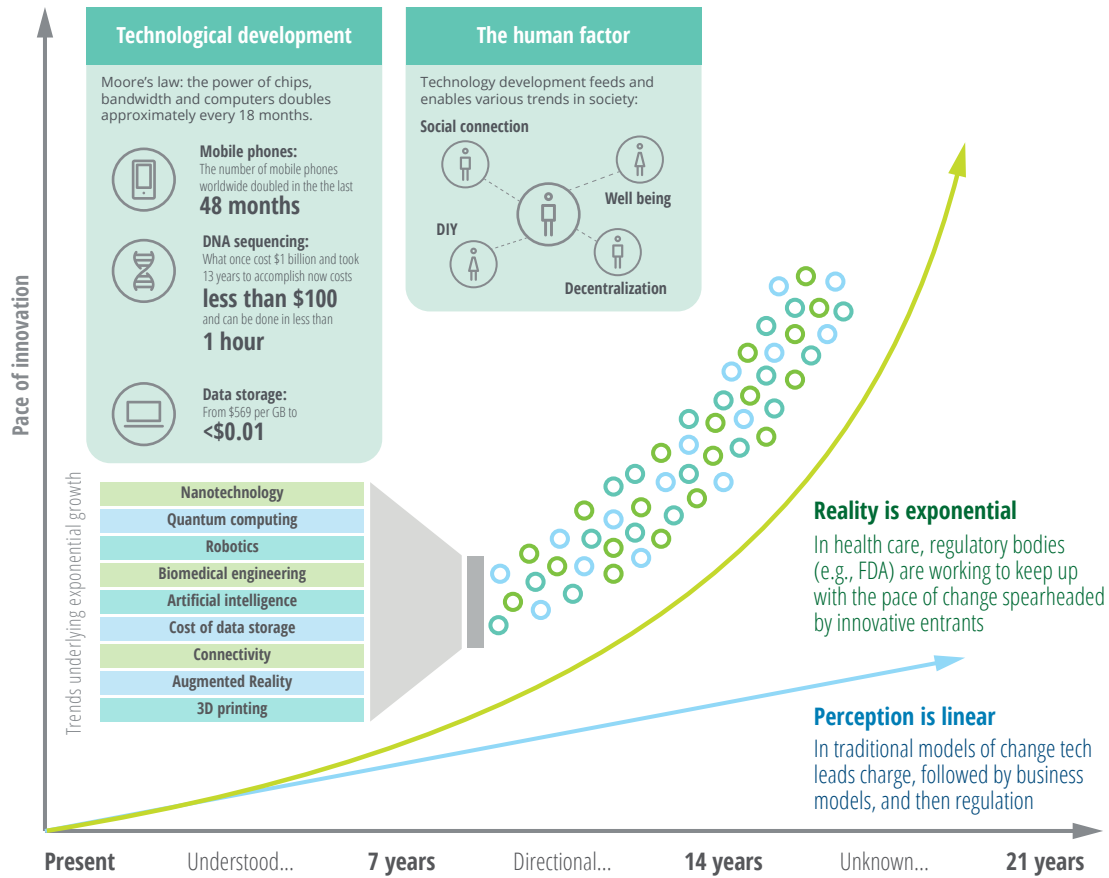 Technological development
Moore's law: the power of chips,
bandwidth and computers doubles
approximately every 18 months.
Mobile phones:
The number of mobile phones
worldwide doubled in the the last
48 months
DNA sequencing:
What once cost $1 billion and took
13 years to accomplish now costs
less than $100
and can be done in less than
1 hour
Data storage:
From $569 per GB to
<$0.01
The human factor
Technology development feeds and
enables various trends in society:
Social connection
Well being
DIY
Decentralization
Pace of innovation
Trends underlying exponential growth
Nanotechnology
Quantum computing
Robotics
Biomedical engineering
Artificial intelligence
Cost of data storage
Connectivity
Augmented Reality
3D printing
Reality is exponential
In health care, regulatory bodies
(e.g., FDA) are working to keep up
with the pace of change spearheaded
by innovative entrants
Perception is linear
In traditional models of change tech
leads charge, followed by business
models, and then regulation
Present Understood... 7 years Directional... 14 years Unknown... 21 years